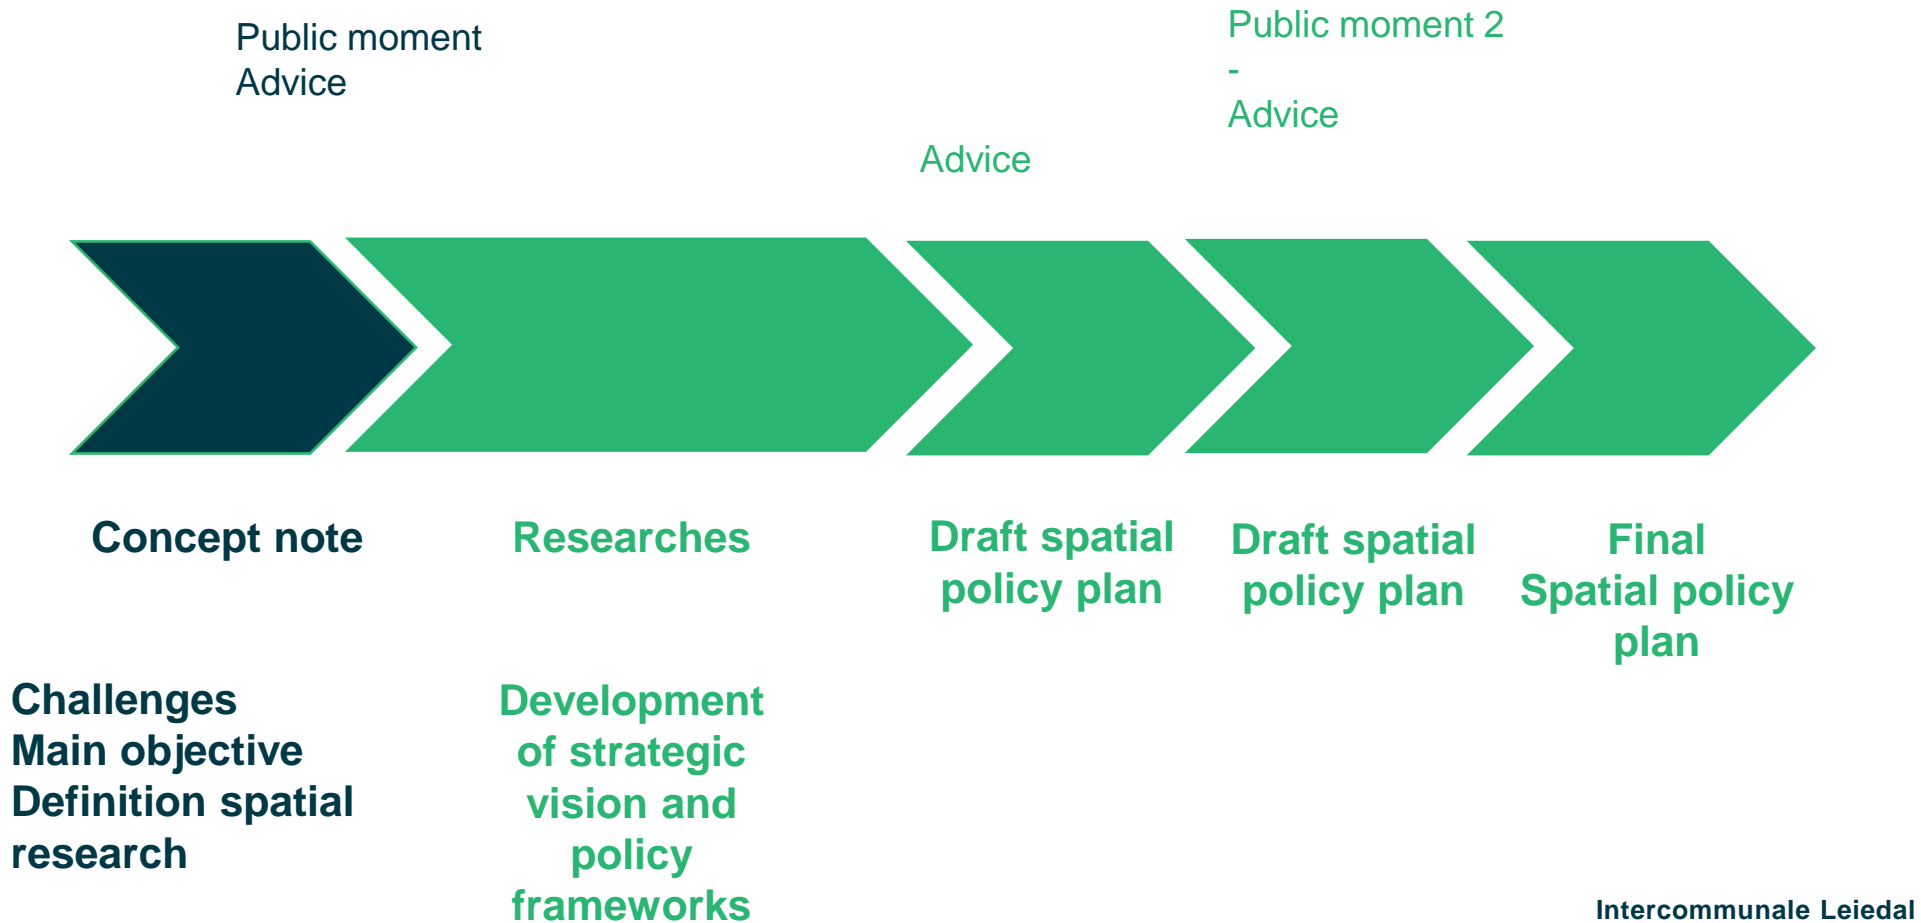 Public moment
Advice
Public moment 2
-
Advice
Advice
Concept note
Researches
Draft spatial
policy plan
Draft spatial
policy plan
Final
Spatial policy
plan
Challenges
Main objective
Definition spatial
research
Development
of strategic
vision and
policy
frameworks
Intercommunale Leiedal